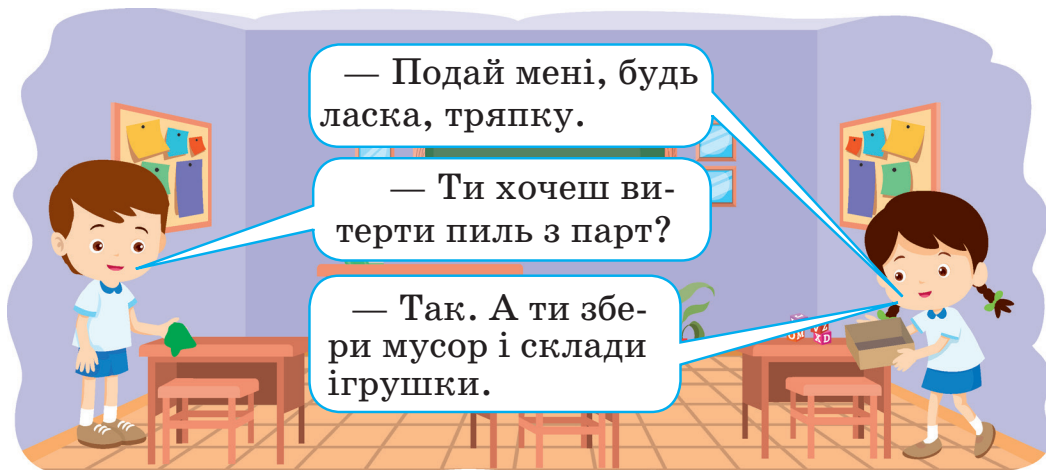 — Подай мені, будь
ласка, тряпку.
— Ти хочеш ви-
терти пиль з парт?
— Так. А ти збе-
ри мусор і склади
ігрушки.